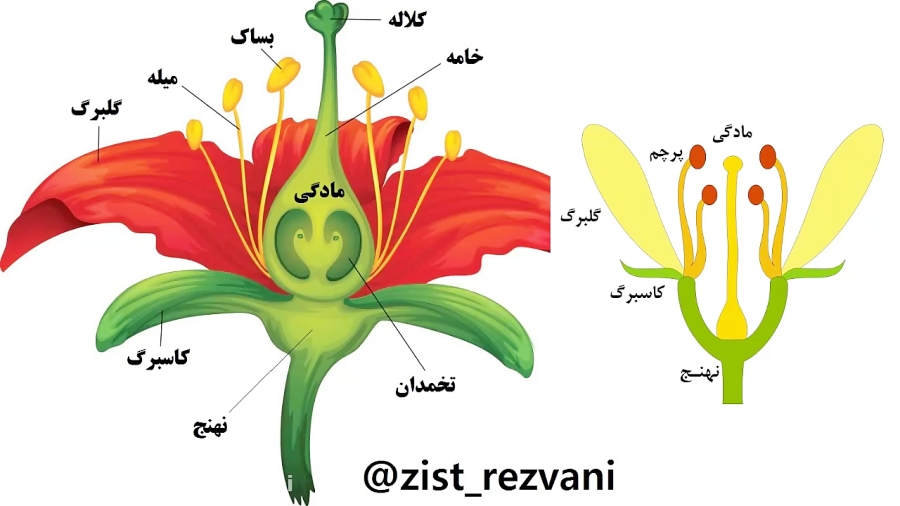 کلاله
بساک
خامه
میله
گلبرگ
مادگی
کاسبرگ
تخمدان
نهنج
مادگی
پرچم
گلبرگ
کاسبرگ
نهنج
@zist_rezvani
i